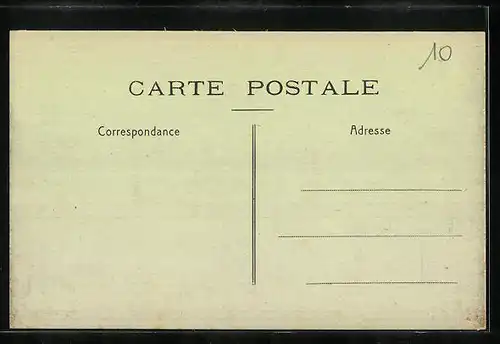 10
CARTE POSTALE
Correspondance
Adresse